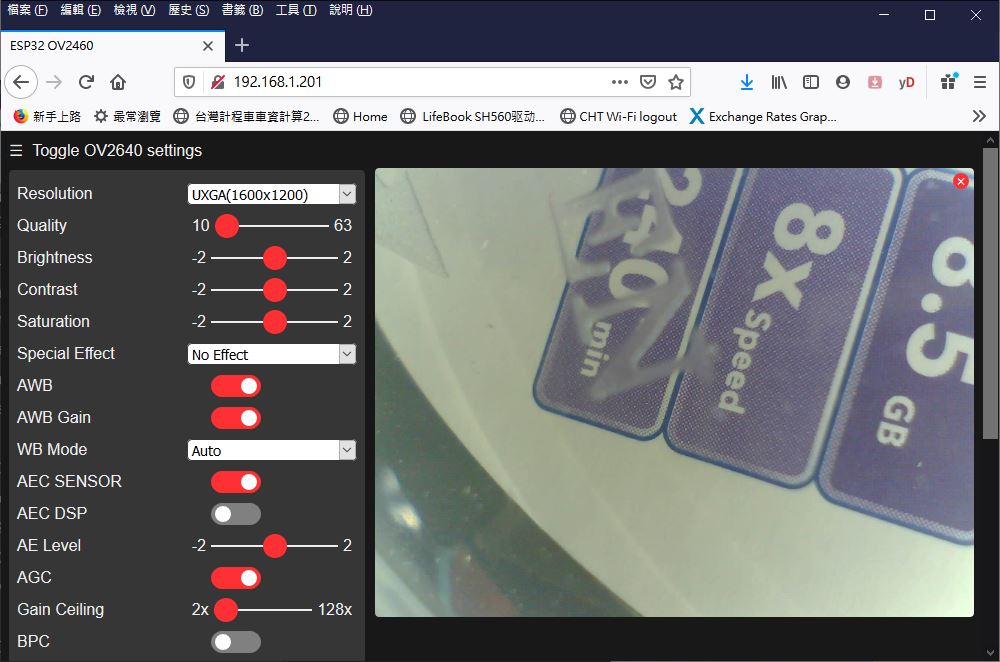 檔案 (F) 編輯 (E) 檢視 (V) 歷史 (S) 書籤 (B) 工具 (T) 說明 (H)
ESP32 OV2460
192.168.1.201
yD
新手上路 最常瀏覽 台灣計程車車資計算2... Home LifeBook SH560驱动... CHT Wi-Fi logout Exchange Rates Grap...
Toggle OV2640 settings
Resolution UXGA(1600x1200)
Quality 10 63
Brightness -2 2
Contrast -2 2
Saturation -2 2
Special Effect No Effect
AWB
AWB Gain
WB Mode Auto
AEC SENSOR
AEC DSP
AE Level -2 2
AGC
Gain Ceiling 2x 128x
BPC
min
8X
Speed
8.5
GB